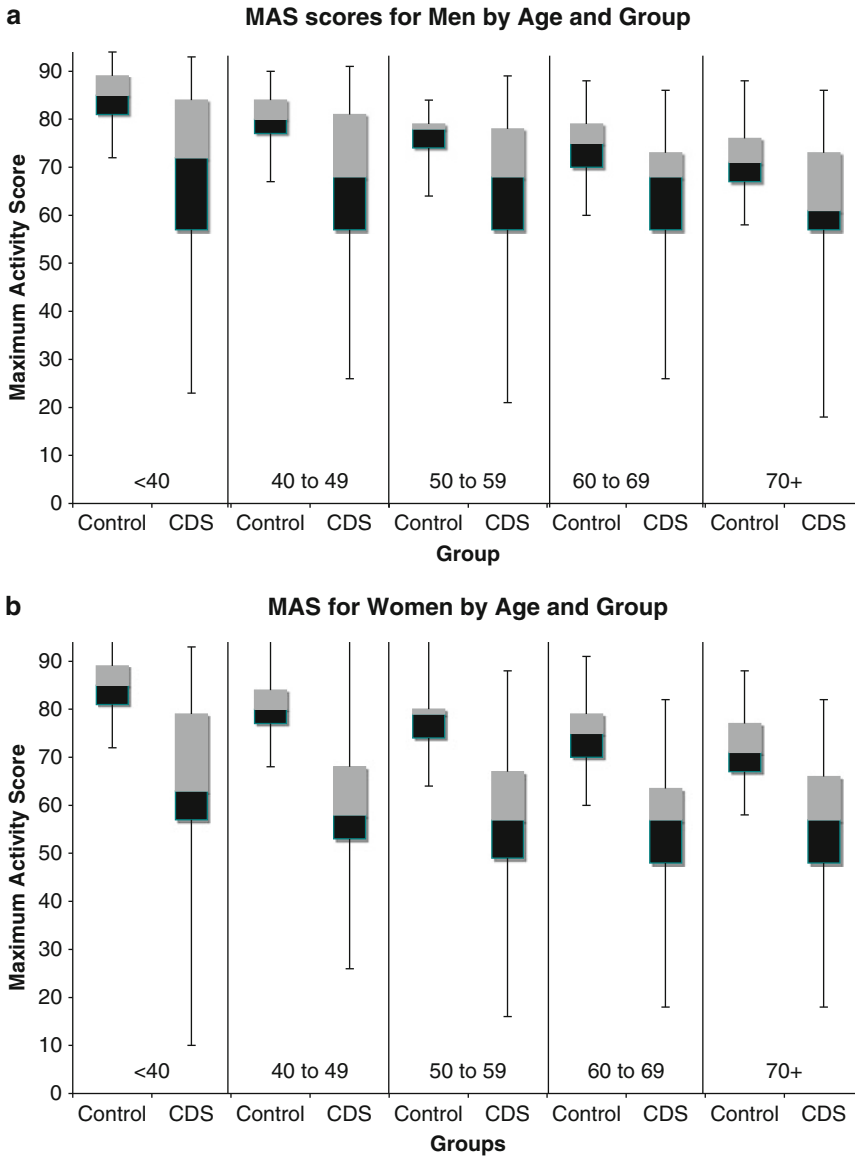 a
MAS scores for Men by Age and Group
Maximum Activity Score
90
80
70
60
50
40
30
20
10
0
<40
40 to 49
50 to 59
60 to 69
70+
Control CDS Control CDS Control CDS Control CDS Control CDS
Group
b
MAS for Women by Age and Group
Maximum Activity Score
90
80
70
60
50
40
30
20
10
0
<40
40 to 49
50 to 59
60 to 69
70+
Control CDS Control CDS Control CDS Control CDS Control CDS
Groups